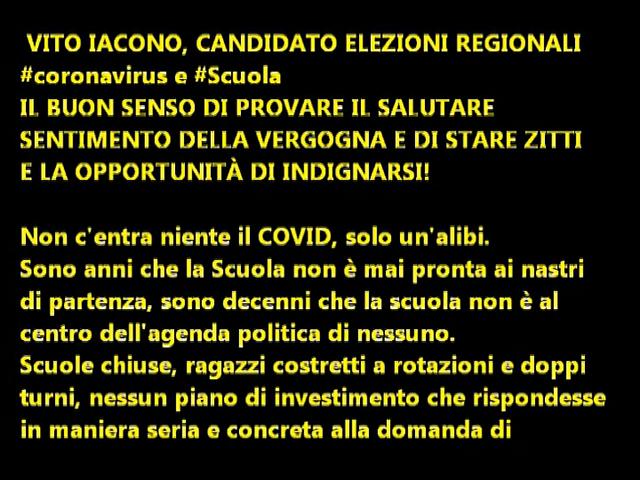 VITO IACONO, CANDIDATO ELEZIONI REGIONALI
#coronavirus e #Scuola
IL BUON SENSO DI PROVARE IL SALUTARE
SENTIMENTO DELLA VERGOGNA E DI STARE ZITTI
E LA OPPORTUNITÀ DI INDIGNARSI!
Non c'entra niente il COVID, solo un'alibi.
Sono anni che la Scuola non è mai pronta ai nastri
di partenza, sono decenni che la scuola non è al
centro dell'agenda politica di nessuno.
Scuole chiuse, ragazzi costretti a rotazioni e doppi
turni, nessun piano di investimento che rispondesse
in maniera seria e concreta alla domanda di